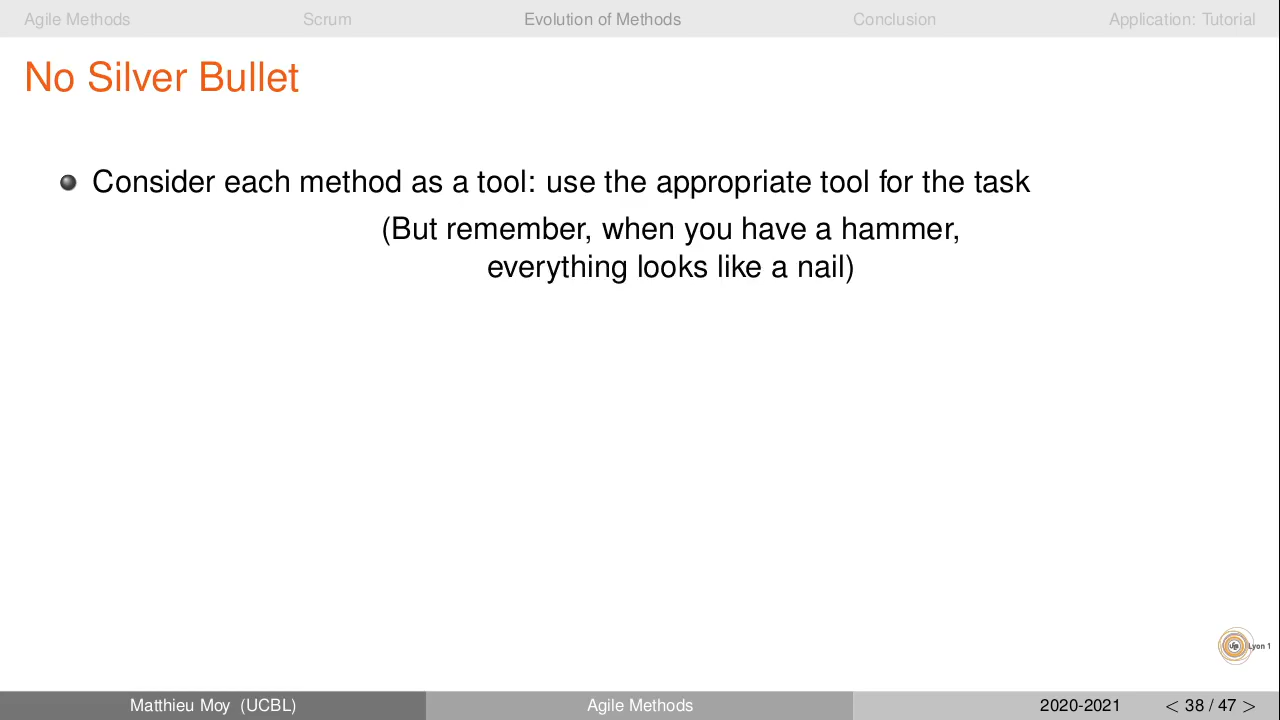 Agile Methods Scrum Evolution of Methods Conclusion Application: Tutorial
No Silver Bullet
Consider each method as a tool: use the appropriate tool for the task
(But remember, when you have a hammer,
everything looks like a nail)
Lyon 1
Matthieu Moy (UCBL) Agile Methods 2020-2021 < 38 / 47 >